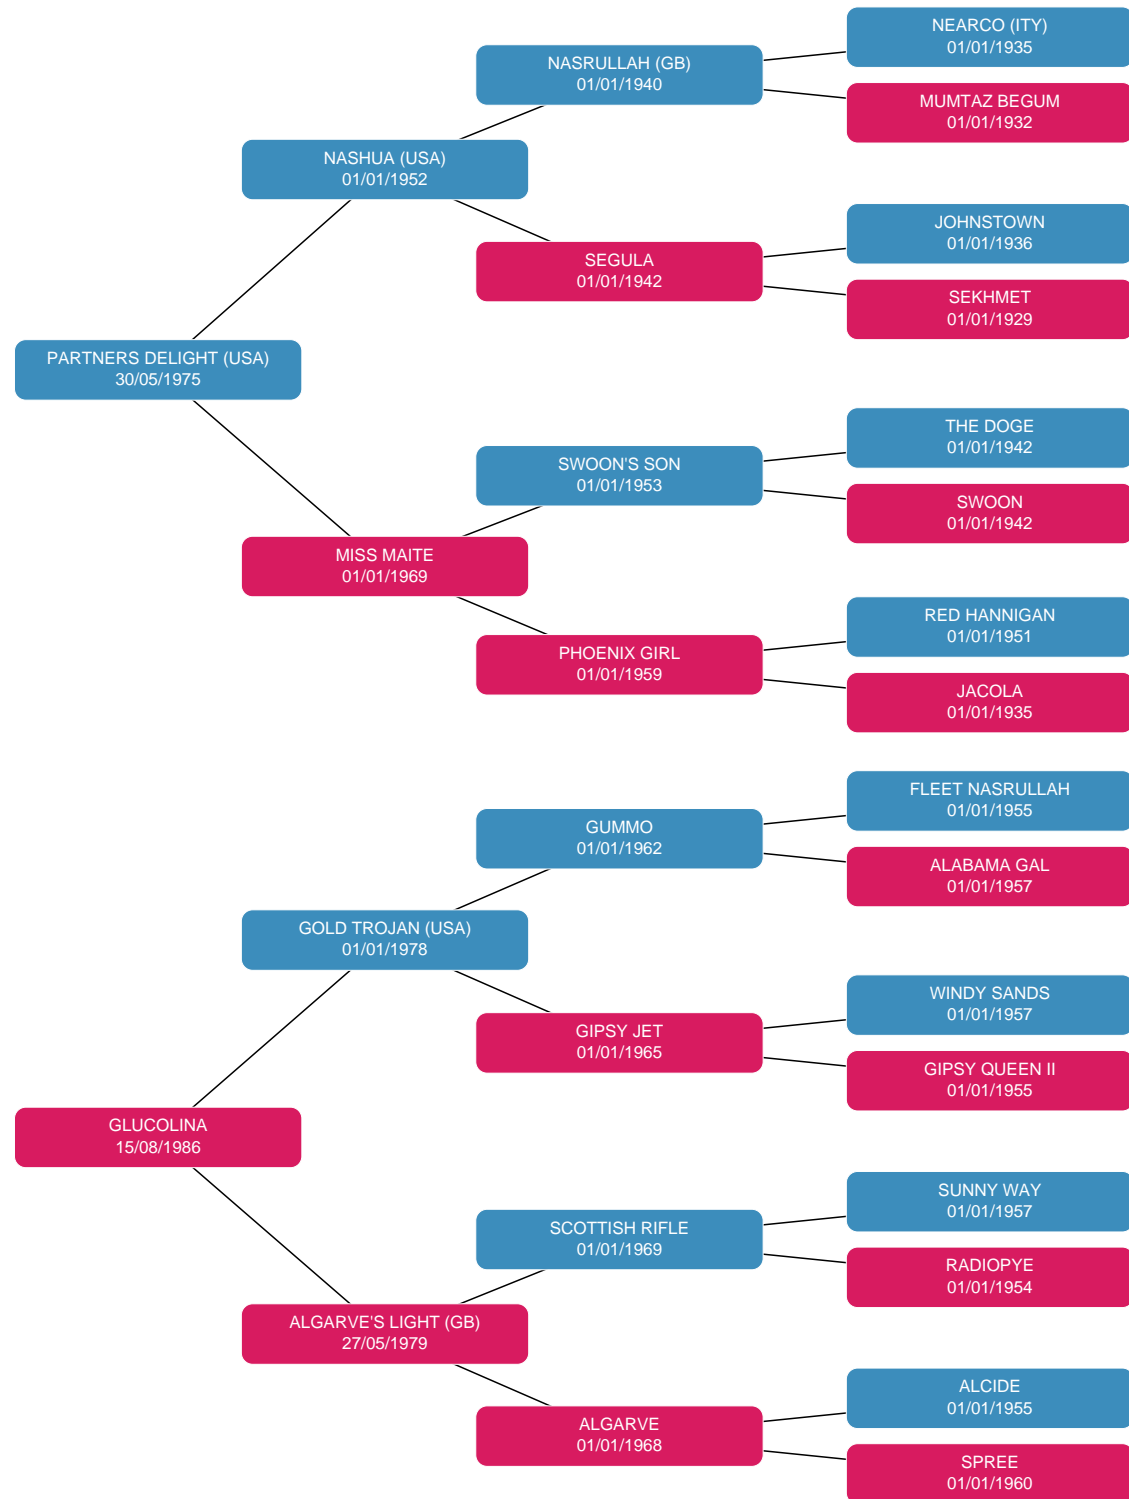 NEARCO (ITY)
01/01/1935
NASRULLAH (GB)
01/01/1940
MUMTAZ BEGUM
01/01/1932
NASHUA (USA)
01/01/1952
JOHNSTOWN
01/01/1936
SEGULA
01/01/1942
SEKHMET
01/01/1929
PARTNERS DELIGHT (USA)
30/05/1975
THE DOGE
01/01/1942
SWOON'S SON
01/01/1953
SWOON
01/01/1942
MISS MAITE
01/01/1969
RED HANNIGAN
01/01/1951
PHOENIX GIRL
01/01/1959
JACOLA
01/01/1935
FLEET NASRULLAH
01/01/1955
GUMMO
01/01/1962
ALABAMA GAL
01/01/1957
GOLD TROJAN (USA)
01/01/1978
WINDY SANDS
01/01/1957
GIPSY JET
01/01/1965
GIPSY QUEEN II
01/01/1955
GLUCOLINA
15/08/1986
SUNNY WAY
01/01/1957
SCOTTISH RIFLE
01/01/1969
RADIOPYE
01/01/1954
ALGARVE'S LIGHT (GB)
27/05/1979
ALCIDE
01/01/1955
ALGARVE
01/01/1968
SPREE
01/01/1960